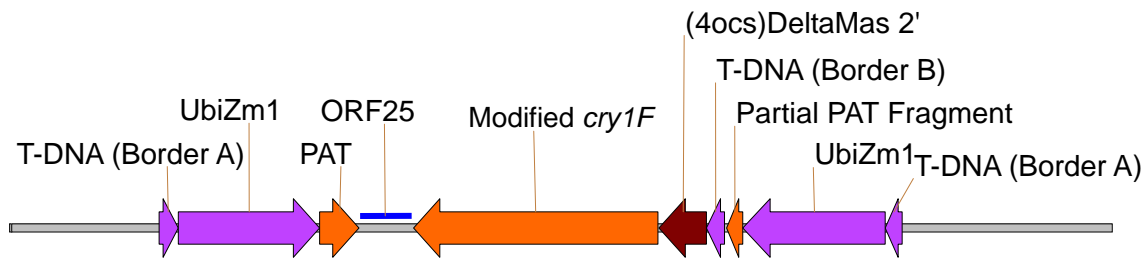 (4ocs)DeltaMas 2'
T-DNA (Border B)
UbiZm1
ORF25
Modified cry1F
Partial PAT Fragment
T-DNA (Border A)
PAT
UbiZm1
T-DNA (Border A)